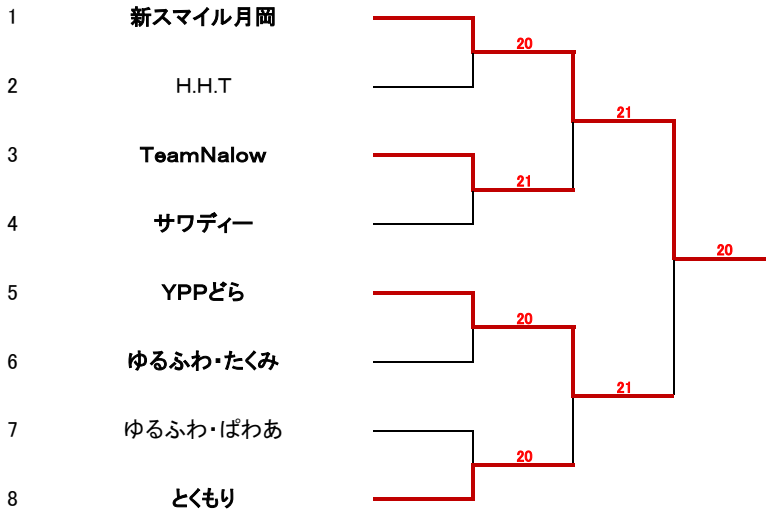 1 新スマイル月岡
20
2 H.H.T
21
3 TeamNalow
21
4 サワディー
20
5 YPPどら
20
6 ゆるふわ・たくみ
21
7 ゆるふわ・ぱわあ
20
8 とくもり